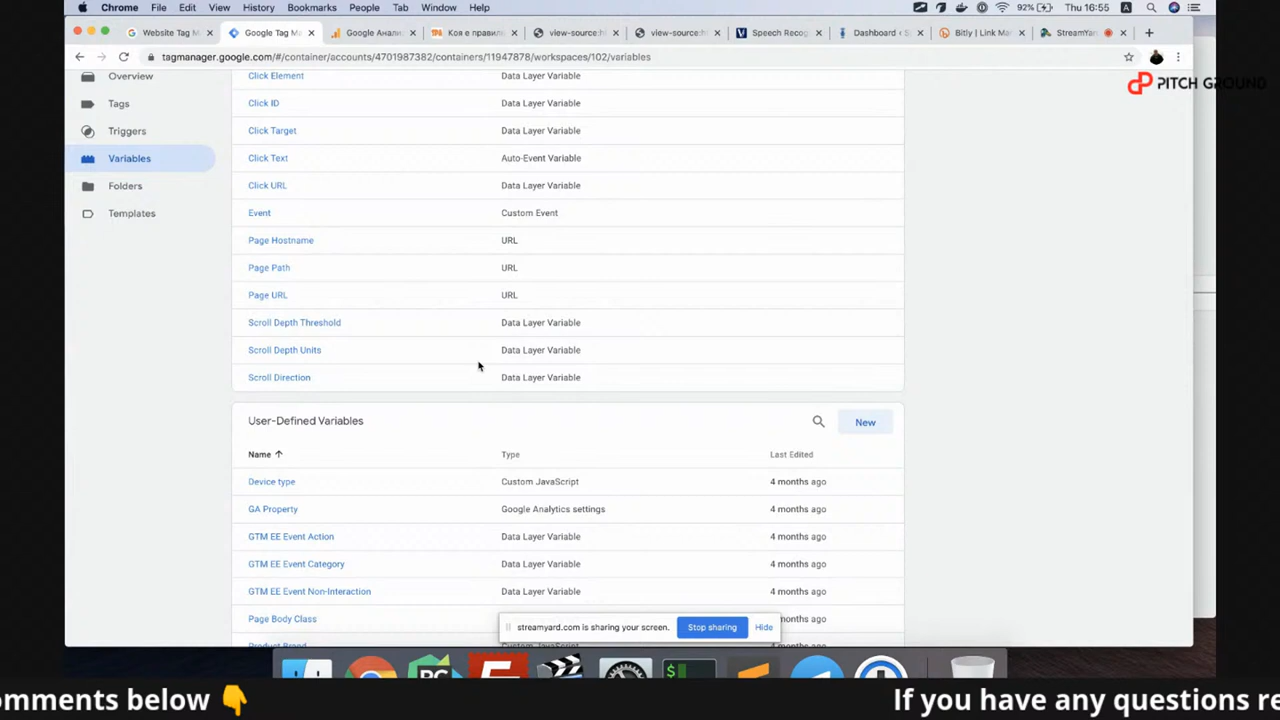 Chrome File Edit View History Bookmarks People Tab Window Help 92% Thu 16:55
Website Tag M Google Tag Ma Google Анали Кое е правиль view-source:h view-source:h Speech Recog Dashboard Bitly | Link Ma StreamYar
tagmanager.google.com/#/container/accounts/4701987382/containers/11947878/workspaces/102/variables
PITCH GROUND
Overview
Tags
Triggers
Variables
Folders
Templates
Click Element Data Layer Variable
Click ID Data Layer Variable
Click Target Data Layer Variable
Click Text Auto-Event Variable
Click URL Data Layer Variable
Event Custom Event
Page Hostname URL
Page Path URL
Page URL URL
Scroll Depth Threshold Data Layer Variable
Scroll Depth Units Data Layer Variable
Scroll Direction Data Layer Variable
User-Defined Variables New
Name Type Last Edited
Device type Custom JavaScript 4 months ago
GA Property Google Analytics settings 4 months ago
GTM EE Event Action Data Layer Variable 4 months ago
GTM EE Event Category Data Layer Variable 4 months ago
GTM EE Event Non-Interaction Data Layer Variable 4 months ago
Page Body Class 4 months ago
streamyard.com is sharing your screen. Stop sharing Hide
Product Brand
omments below 👇 If you have any questions re